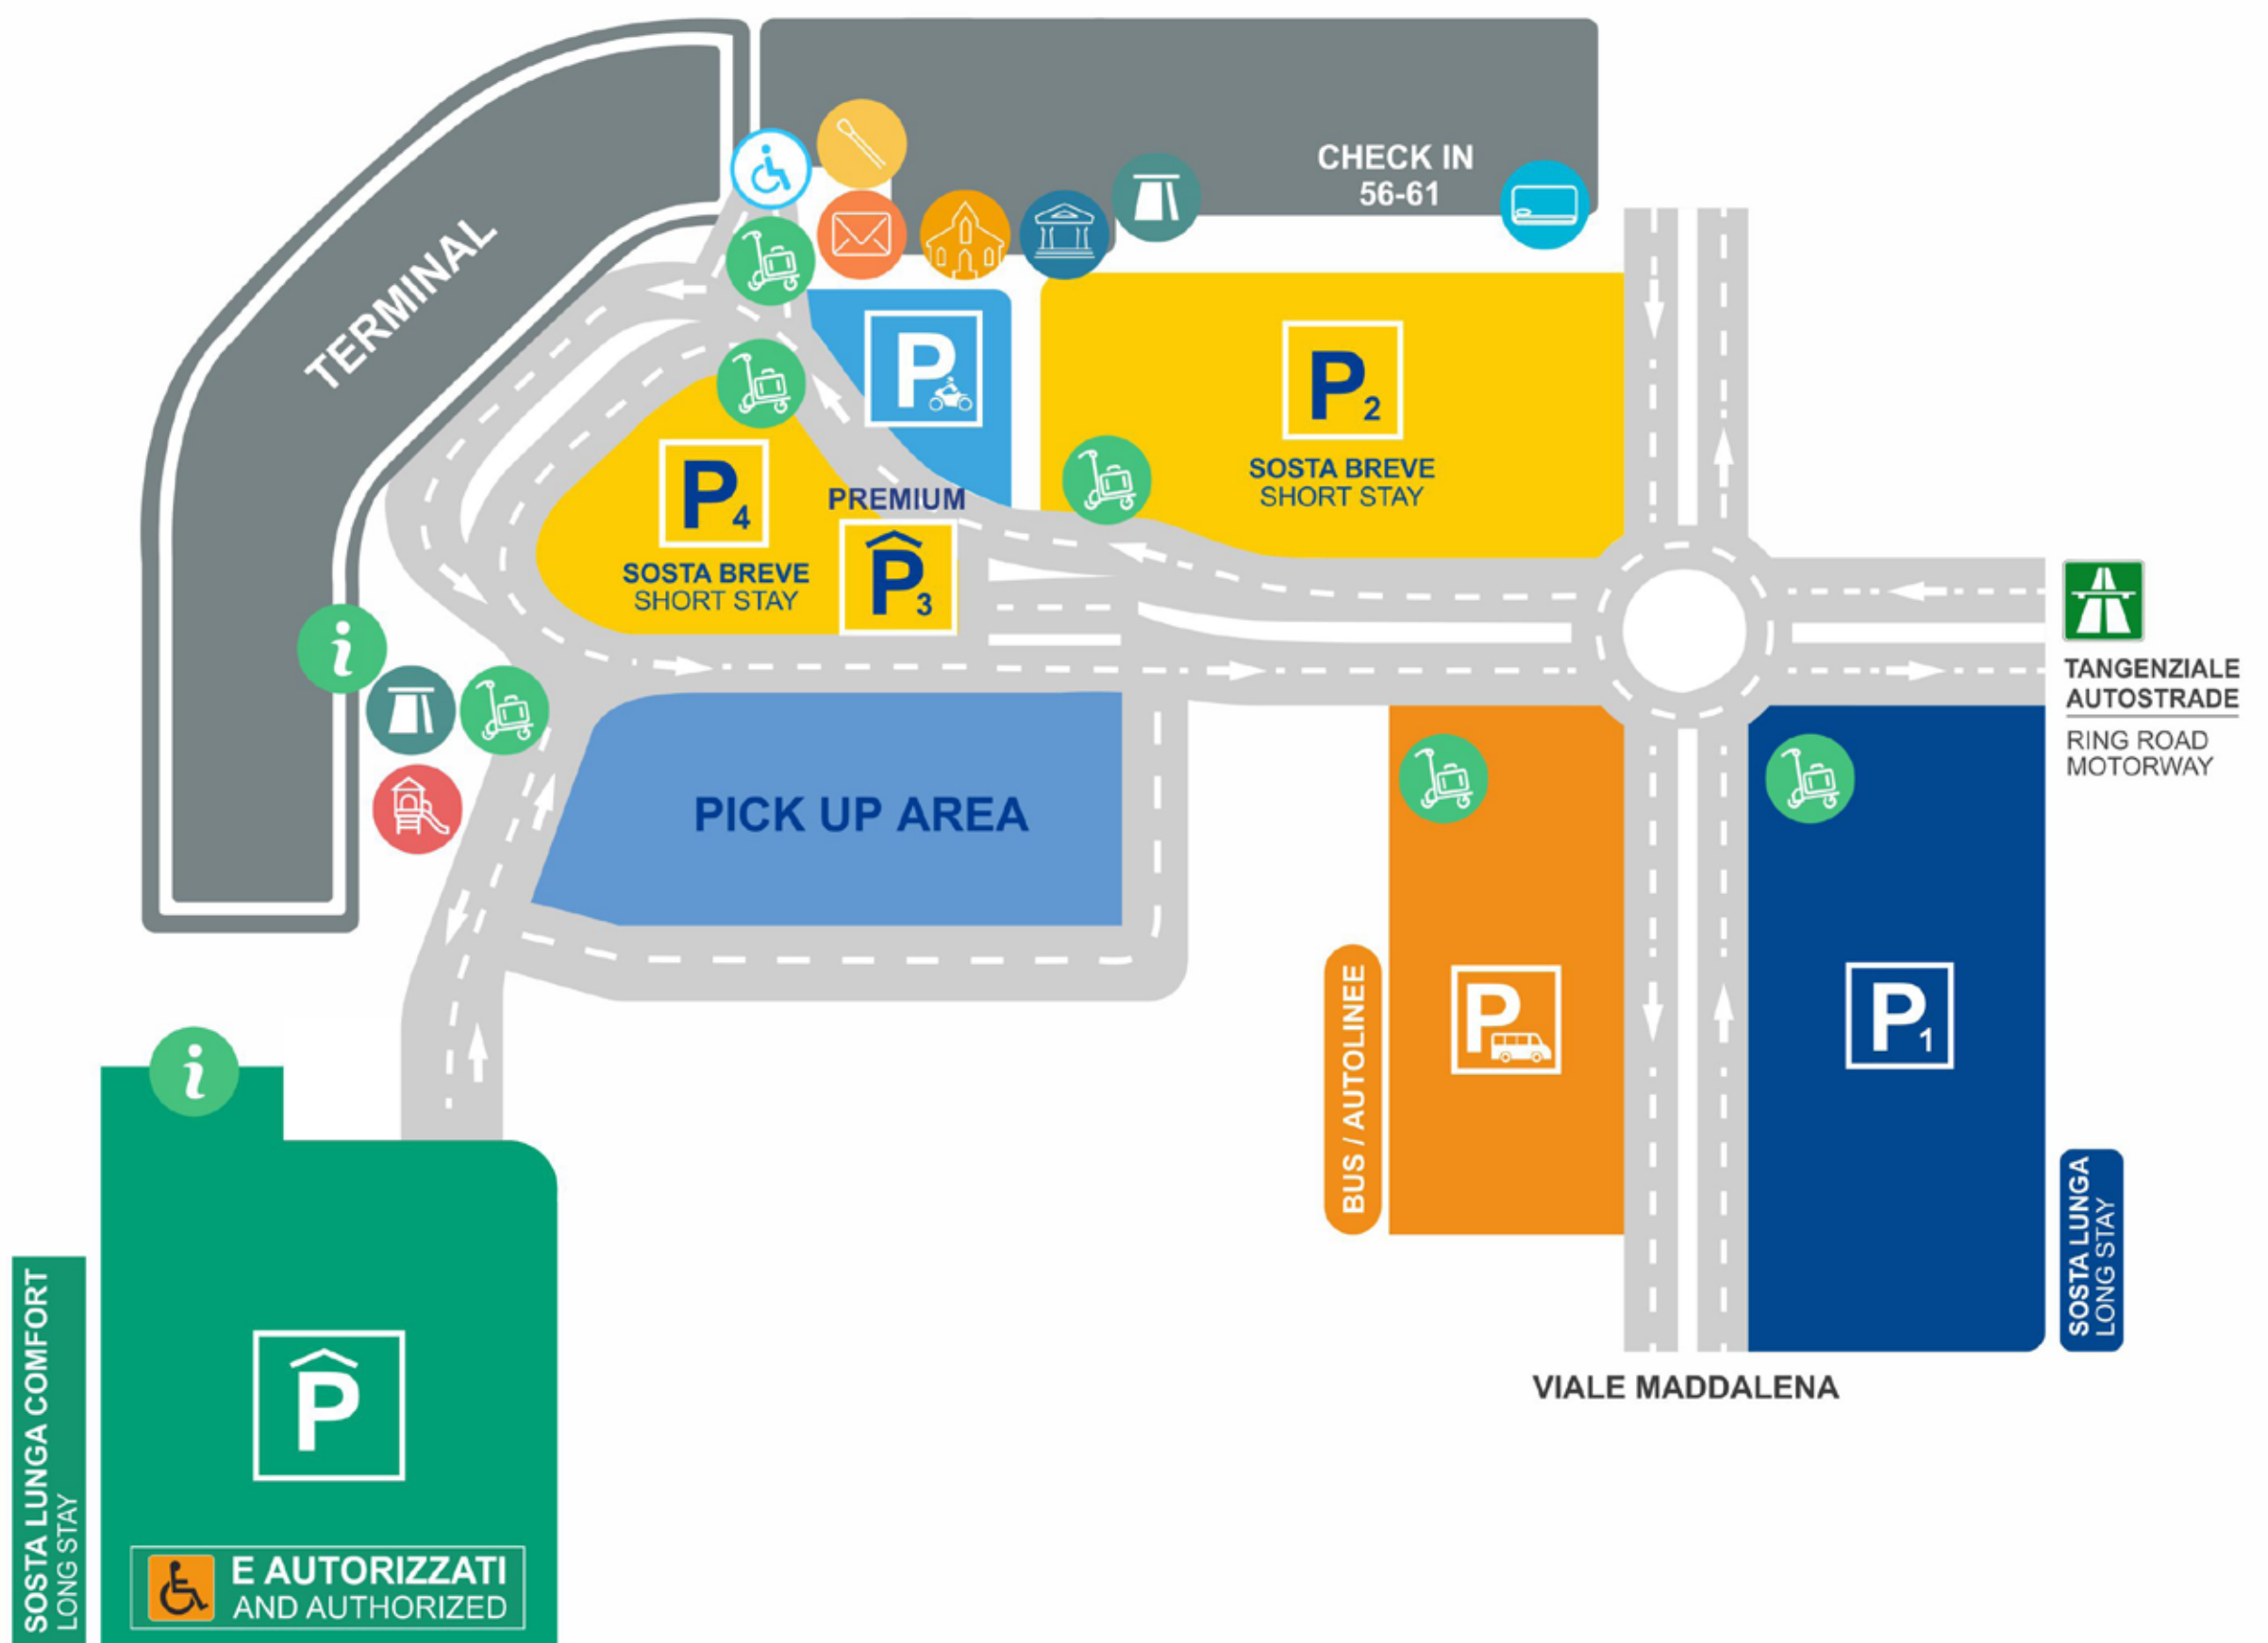 CHECK IN
56-61
TERMINAL
P
P2
SOSTA BREVE
SHORT STAY
P4
SOSTA BREVE
SHORT STAY
PREMIUM
P3
i
TANGENZIALE
AUTOSTRADE
RING ROAD
MOTORWAY
PICK UP AREA
BUS / AUTOLINEE
P
P1
SOSTA LUNGA
LONG STAY
VIALE MADDALENA
i
SOSTA LUNGA COMFORT
LONG STAY
P
E AUTORIZZATI
AND AUTHORIZED